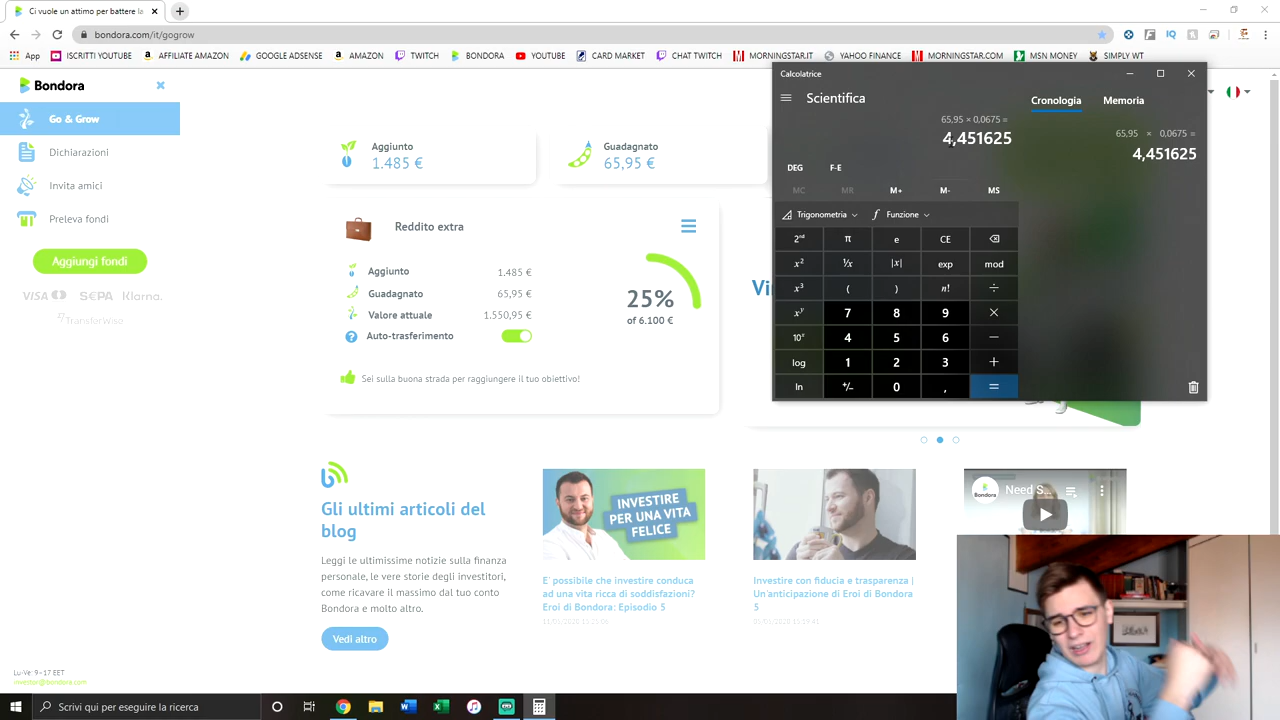 Ci vuole un attimo per battere la
bondora.com/it/gogrow
App
ISCRITTI YOUTUBE
AFFILIATE AMAZON
GOOGLE ADSENSE
AMAZON
TWITCH
BONDORA
YOUTUBE
CARD MARKET
CHAT TWITCH
MORNINGSTAR.IT
YAHOO FINANCE
MORNINGSTAR.COM
MSN MONEY
SIMPLY WT
Bondora
Go & Grow
Dichiarazioni
Invita amici
Preleva fondi
Aggiungi fondi
VISA SEPA Klarna.
TransferWise
Lu-Ve: 9-17 EET
investor@bondora.com
Aggiunto
1.485 €
Guadagnato
65,95 €
Reddito extra
Aggiunto 1.485 €
Guadagnato 65,95 €
Valore attuale 1.550,95 €
Auto-trasferimento
25%
of 6.100 €
Sei sulla buona strada per raggiungere il tuo obiettivo!
Calcolatrice
Scientifica
65,95 × 0,0675 =
4,451625
DEG F-E
MC MR M+ M- MS
Trigonometria Funzione
2ⁿᵈ π e CE
x² ¹/x |x| exp mod
x³ ( ) n! ÷
xʸ 7 8 9 ×
10ˣ 4 5 6 −
log 1 2 3 +
ln +/− 0 , =
Cronologia Memoria
65,95 × 0,0675 =
4,451625
Gli ultimi articoli del
blog
Leggi le ultimissime notizie sulla finanza
personale, le vere storie degli investitori,
come ricavare il massimo dal tuo conto
Bondora e molto altro.
Vedi altro
INVESTIRE
PER UNA VITA
FELICE
E' possibile che investire conduca
ad una vita ricca di soddisfazioni?
Eroi di Bondora: Episodio 5
Investire con fiducia e trasparenza |
Un'anticipazione di Eroi di Bondora
5
Bondora
Need S...
Scrivi qui per eseguire la ricerca